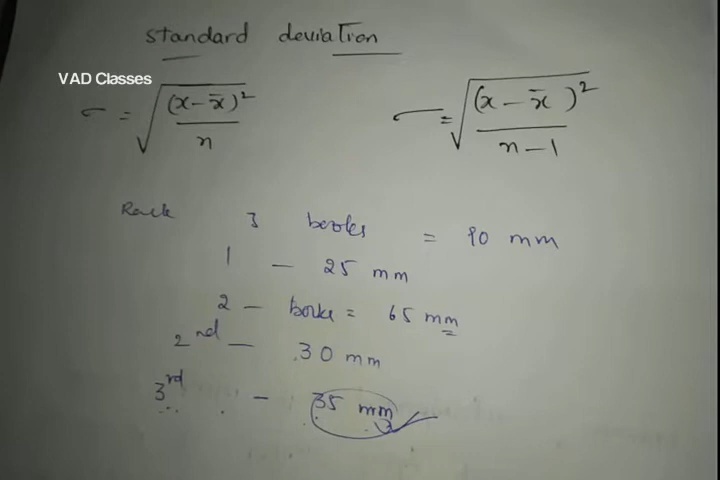 standard deviation
VAD Classes
σ = √((x-x̄)²/n)
σ = √((x-x̄)²/(n-1))
Rack 3 books = 90 mm
1 - 25 mm
2 - books = 65 mm
2nd - 30 mm
3rd - 35 mm